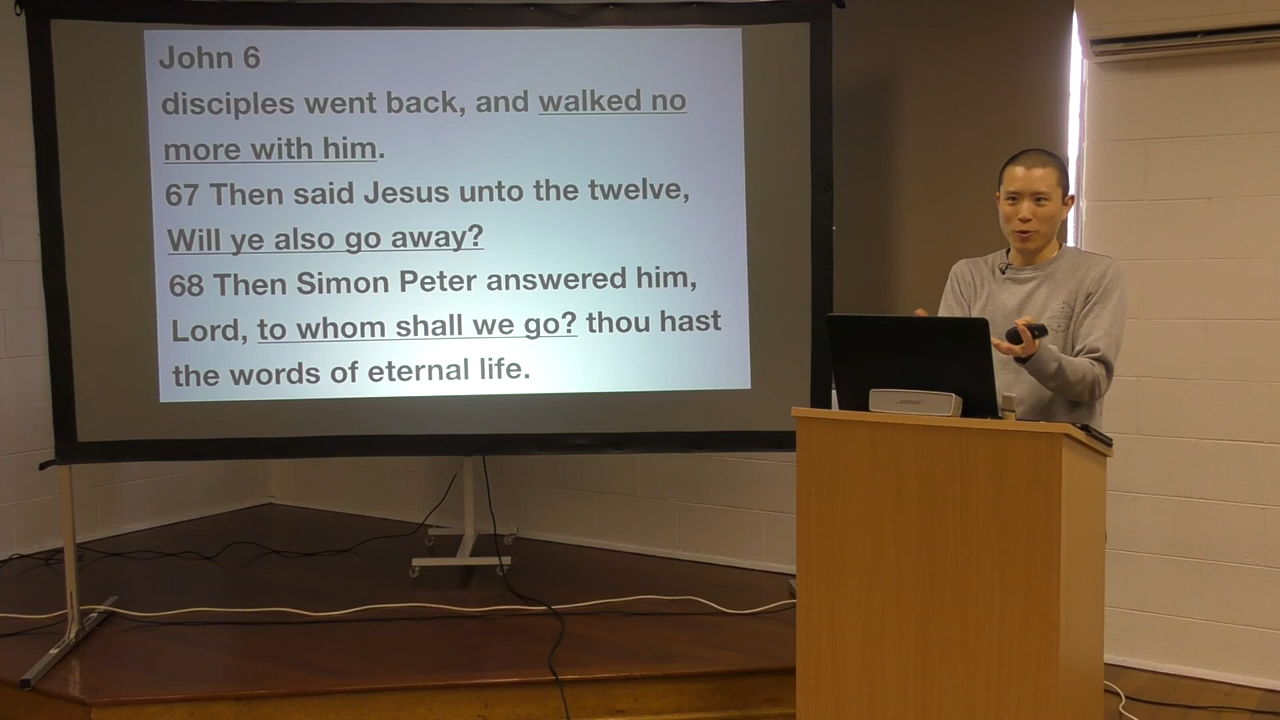 John 6
disciples went back, and walked no
more with him.
67 Then said Jesus unto the twelve,
Will ye also go away?
68 Then Simon Peter answered him,
Lord, to whom shall we go? thou hast
the words of eternal life.